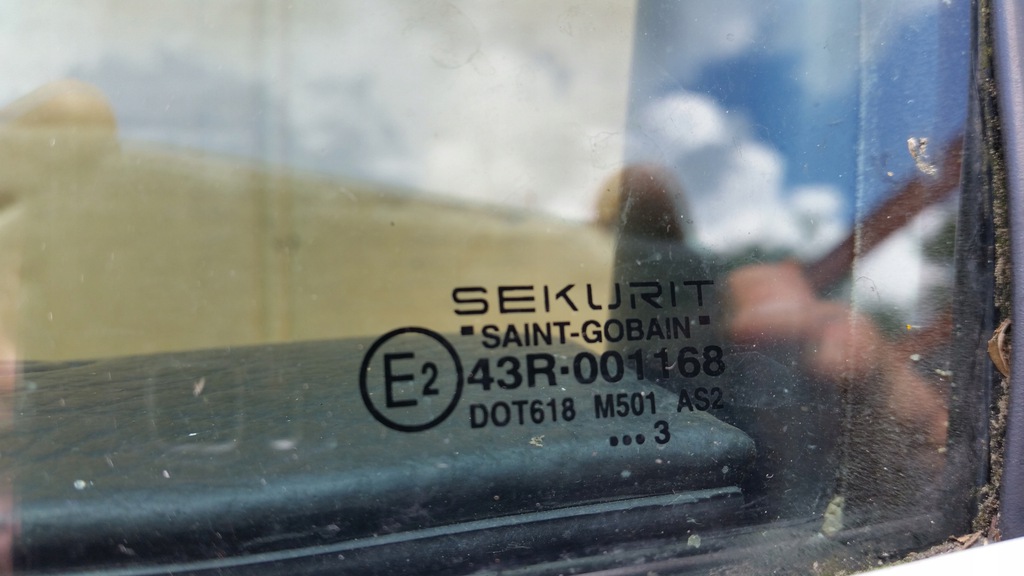 SEKURIT
"SAINT-GOBAIN"
E2 43R·001168
DOT618 M501 AS2
•••3